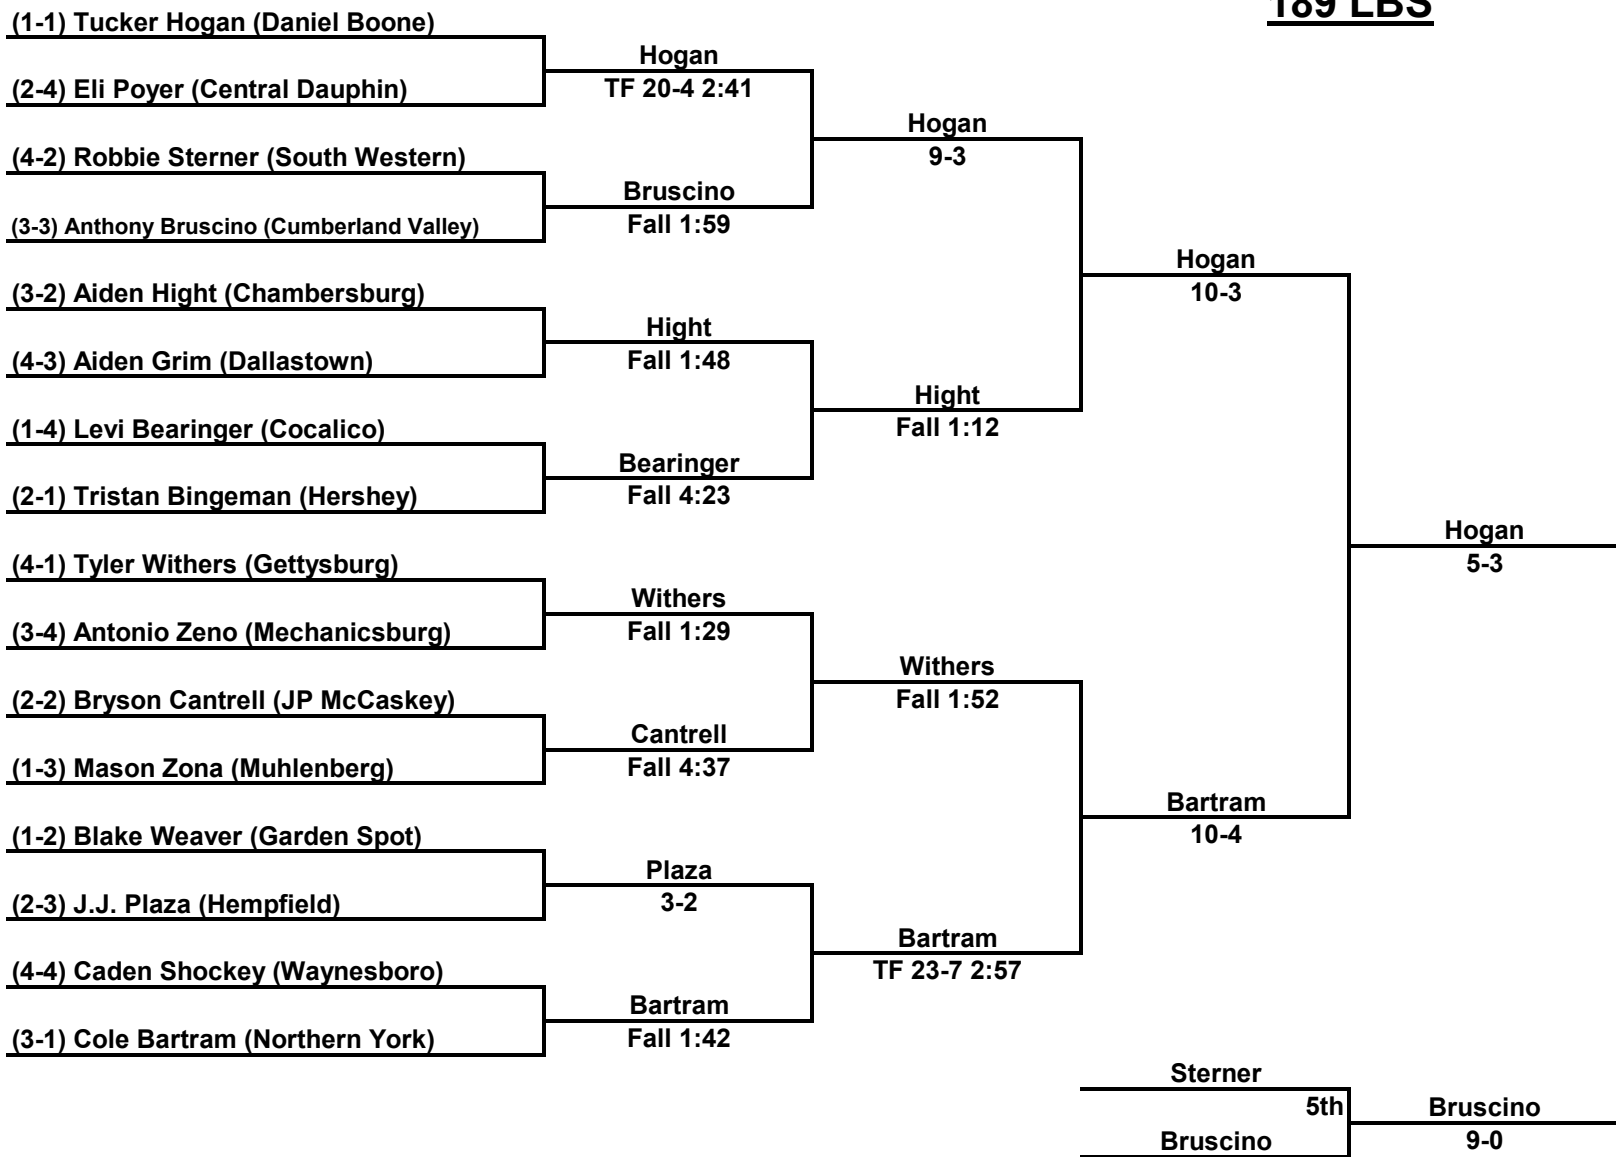 189 LBS
(1-1) Tucker Hogan (Daniel Boone)
Hogan
(2-4) Eli Poyer (Central Dauphin)
TF 20-4 2:41
Hogan
(4-2) Robbie Sterner (South Western)
9-3
Bruscino
(3-3) Anthony Bruscino (Cumberland Valley)
Fall 1:59
Hogan
(3-2) Aiden Hight (Chambersburg)
10-3
Hight
(4-3) Aiden Grim (Dallastown)
Fall 1:48
Hight
(1-4) Levi Bearinger (Cocalico)
Fall 1:12
Bearinger
(2-1) Tristan Bingeman (Hershey)
Fall 4:23
Hogan
(4-1) Tyler Withers (Gettysburg)
5-3
Withers
(3-4) Antonio Zeno (Mechanicsburg)
Fall 1:29
Withers
(2-2) Bryson Cantrell (JP McCaskey)
Fall 1:52
Cantrell
(1-3) Mason Zona (Muhlenberg)
Fall 4:37
Bartram
(1-2) Blake Weaver (Garden Spot)
10-4
Plaza
(2-3) J.J. Plaza (Hempfield)
3-2
Bartram
(4-4) Caden Shockey (Waynesboro)
TF 23-7 2:57
Bartram
(3-1) Cole Bartram (Northern York)
Fall 1:42
Sterner
5th
Bruscino
Bruscino
9-0